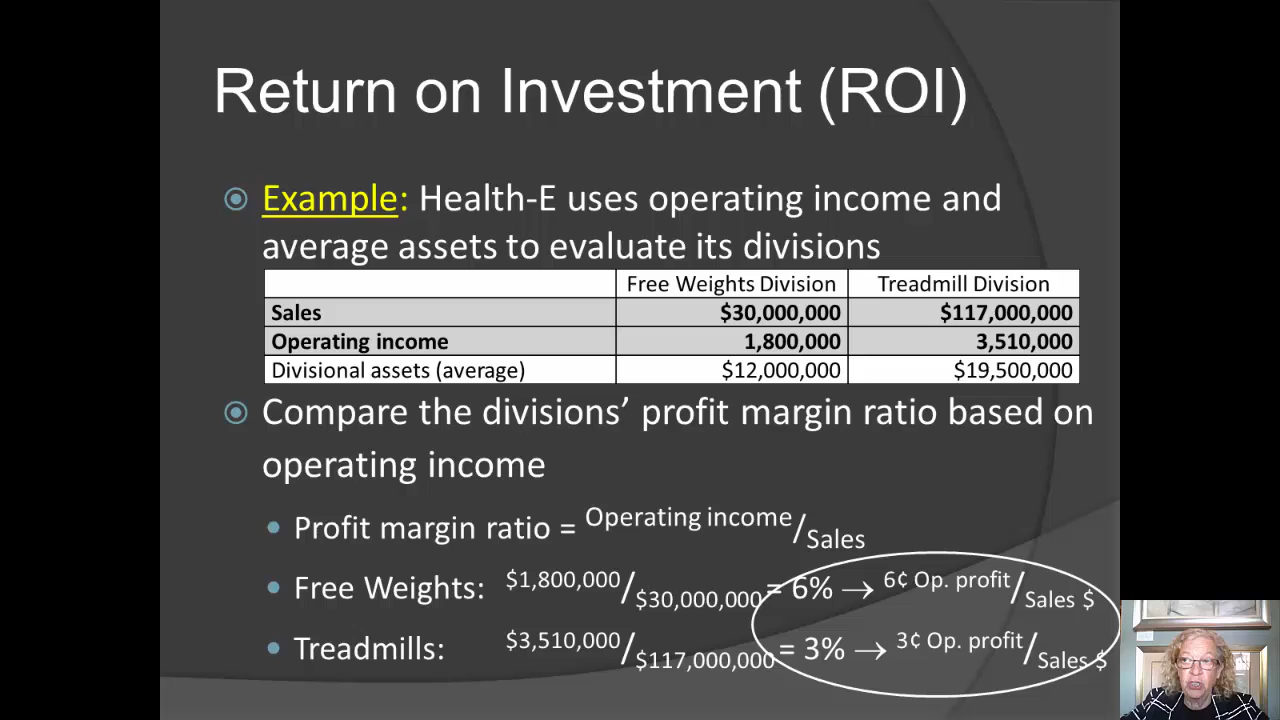 Return on Investment (ROI)
Example: Health-E uses operating income and
average assets to evaluate its divisions
Free Weights Division Treadmill Division
Sales $30,000,000 $117,000,000
Operating income 1,800,000 3,510,000
Divisional assets (average) $12,000,000 $19,500,000
Compare the divisions’ profit margin ratio based on
operating income
Profit margin ratio = Operating income/Sales
Free Weights: $1,800,000/$30,000,000 = 6% → 6¢ Op. profit/Sales $
Treadmills: $3,510,000/$117,000,000 = 3% → 3¢ Op. profit/Sales $